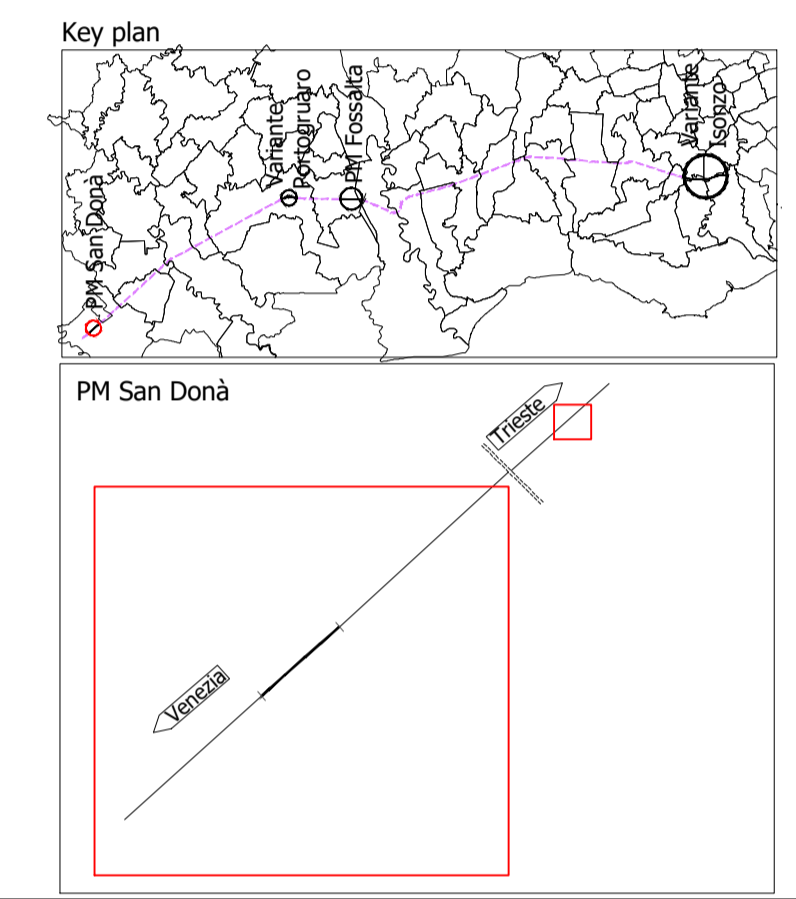 Key plan
PM San Donà
Variante
Portogruaro
PM Fossalta
Variante
Isonzo
PM San Donà
Trieste
Venezia